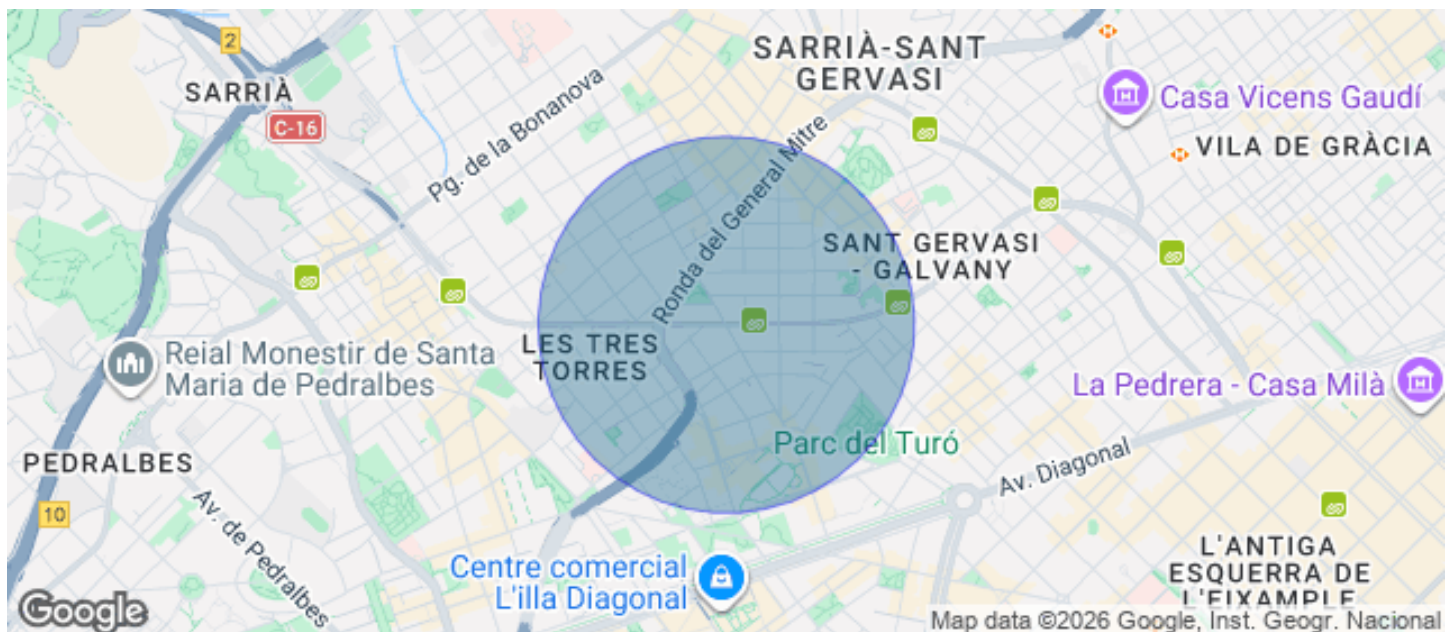 2
SARRIÀ-SANT
GERVASI
SARRIÀ
C-16
Casa Vicens Gaudí
VILA DE GRÀCIA
Pg. de la Bonanova
Ronda del General Mitre
SANT GERVASI
- GALVANY
LES TRES
TORRES
Reial Monestir de Santa
Maria de Pedralbes
La Pedrera - Casa Milà
Parc del Turó
Av. Diagonal
PEDRALBES
10
Av. de Pedralbes
L'ANTIGA
ESQUERRA DE
L'EIXAMPLE
Centre comercial
L'illa Diagonal
Google
Map data ©2026 Google, Inst. Geogr. Nacional